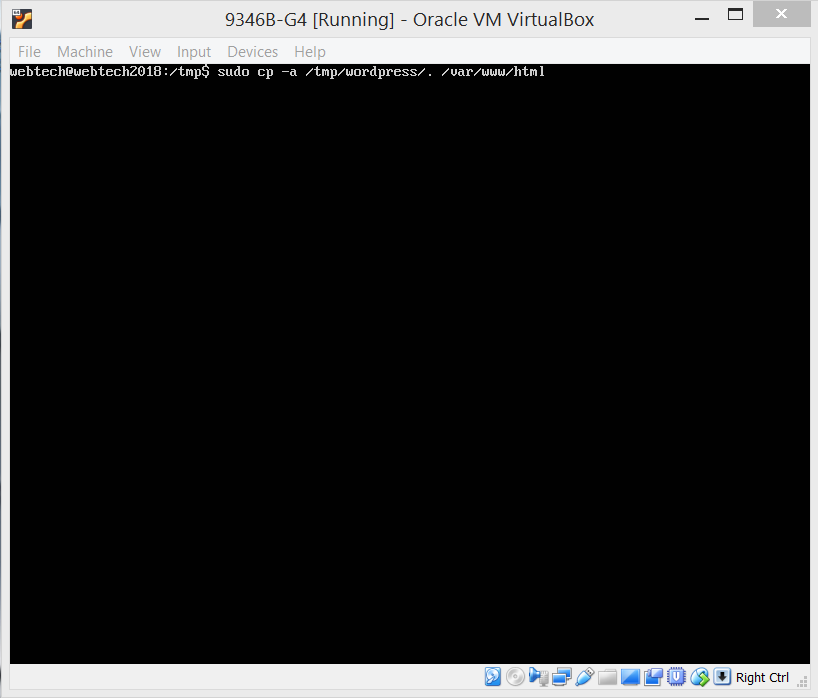 9346B-G4 [Running] - Oracle VM VirtualBox
File Machine View Input Devices Help
webtech@webtech2018:/tmp$ sudo cp -a /tmp/wordpress/. /var/www/html
Right Ctrl